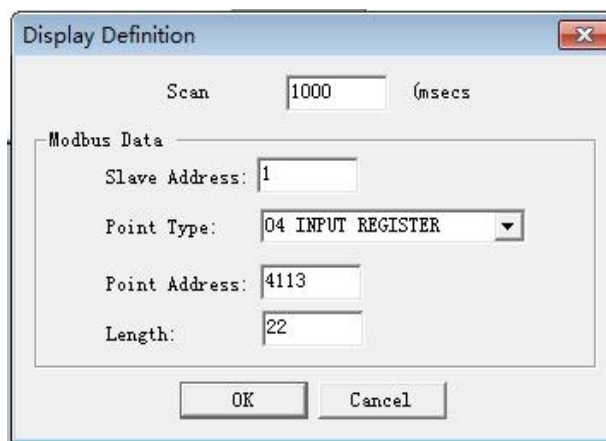 Display Definition
Scan 1000 (msecs
Modbus Data
Slave Address: 1
Point Type: 04 INPUT REGISTER
Point Address: 4113
Length: 22
OK Cancel